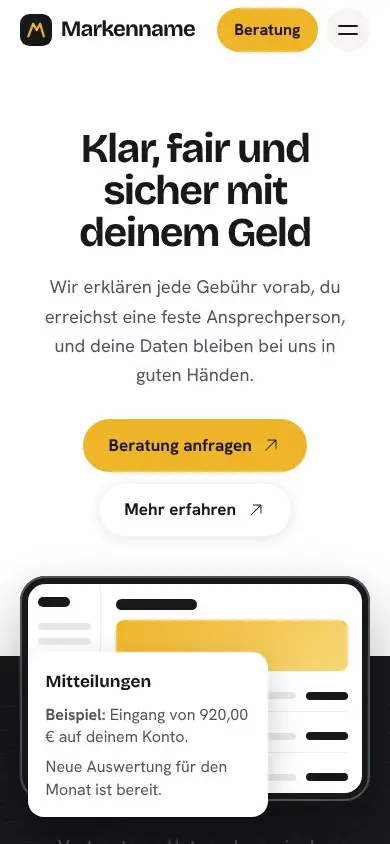 Markenname
Beratung
Klar, fair und
sicher mit
deinem Geld
Wir erklären jede Gebühr vorab, du
erreichst eine feste Ansprechperson,
und deine Daten bleiben bei uns in
guten Händen.
Beratung anfragen
Mehr erfahren
Mitteilungen
Beispiel: Eingang von 920,00
€ auf deinem Konto.
Neue Auswertung für den
Monat ist bereit.